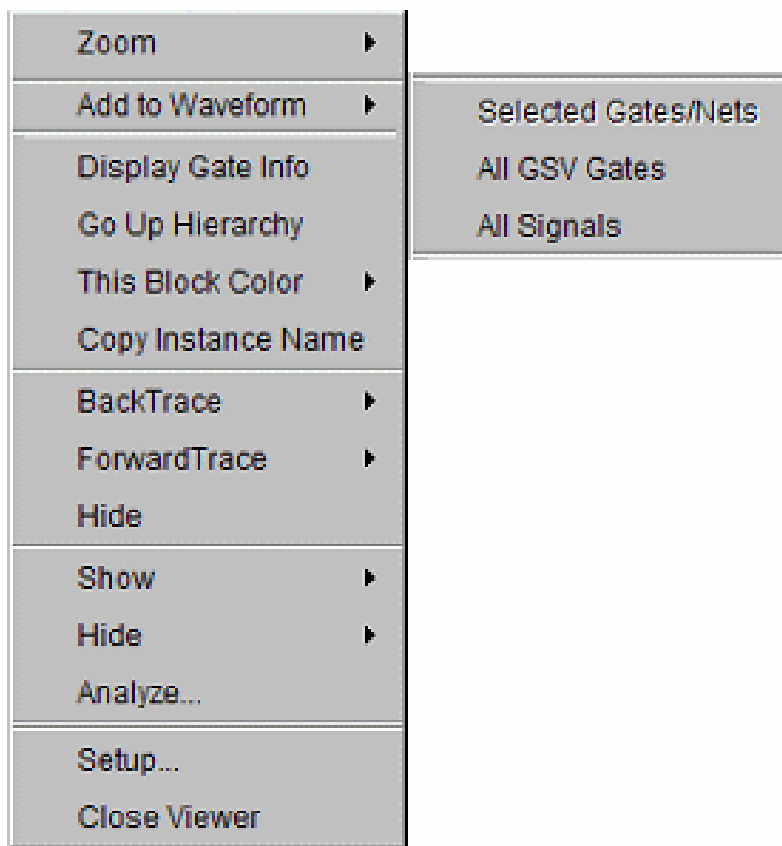 Zoom
Add to Waveform
Selected Gates/Nets
All GSV Gates
All Signals
Display Gate Info
Go Up Hierarchy
This Block Color
Copy Instance Name
BackTrace
ForwardTrace
Hide
Show
Hide
Analyze...
Setup...
Close Viewer